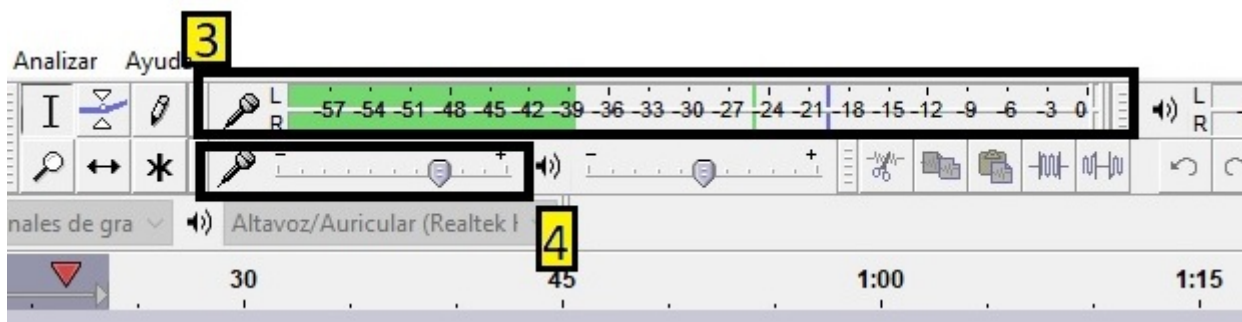 3
Analizar Ayud
L -57 -54 -51 -48 -45 -42 -39 -36 -33 -30 -27 -24 -21 -18 -15 -12 -9 -6 -3 0 L
R R
- + - +
nales de gra Altavoz/Auricular (Realtek 4
30 45 1:00 1:15